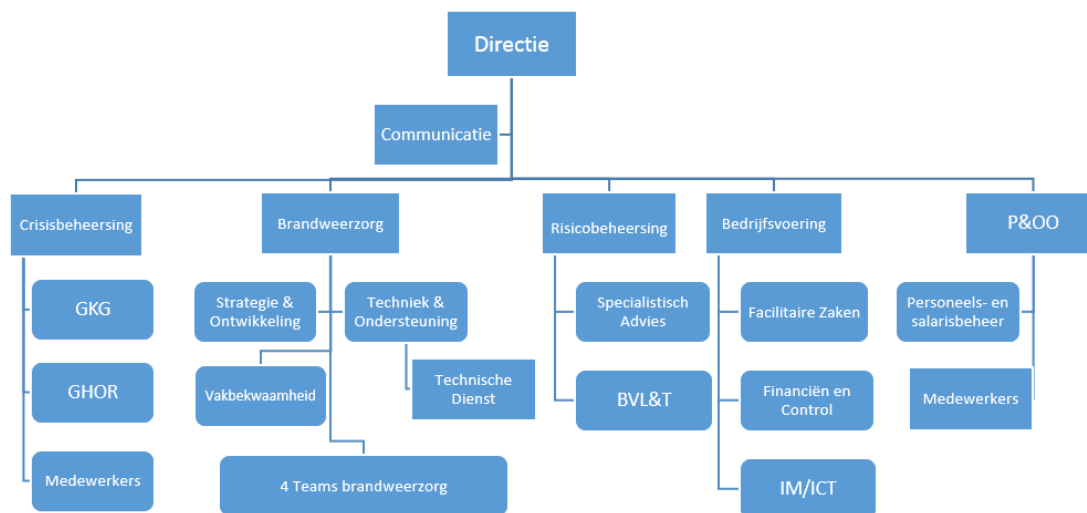 Directie
Communicatie
Crisisbeheersing
Brandweerzorg
Risicobeheersing
Bedrijfsvoering
P&OO
GKG
Strategie &
Ontwikkeling
Techniek &
Ondersteuning
Specialistisch
Advies
Facilitaire Zaken
Personeels- en
salarisbeheer
GHOR
Vakbekwaamheid
Technische
Dienst
BVL&T
Financiën en
Control
Medewerkers
Medewerkers
4 Teams brandweerzorg
IM/ICT